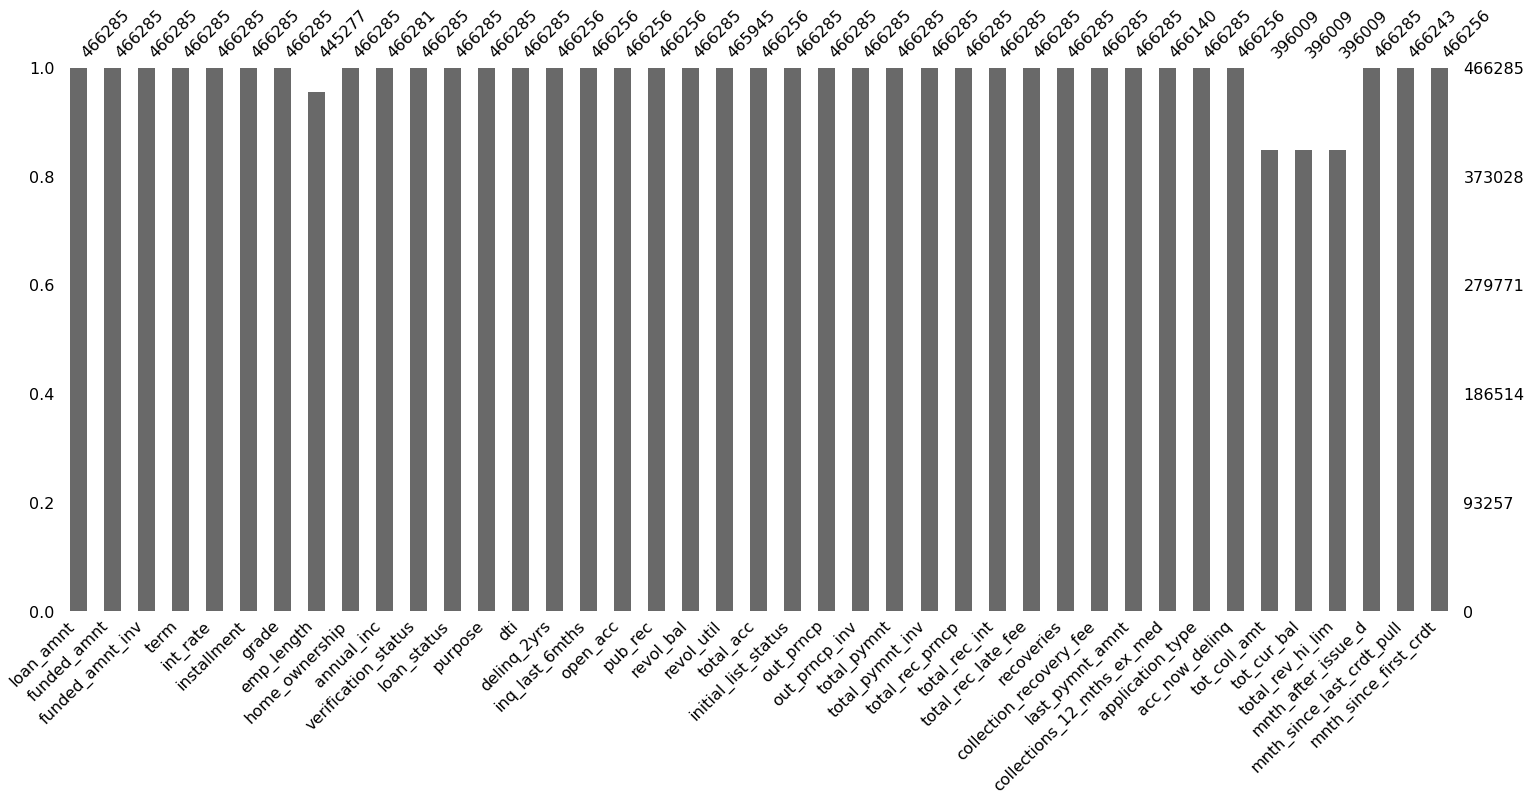 466285
466285
466285
466285
466285
466285
466285
445277
466285
466281
466285
466285
466285
466285
466256
466256
466256
466256
466285
465945
466256
466285
466285
466285
466285
466285
466285
466285
466285
466285
466285
466285
466140
466285
466256
396009
396009
396009
466285
466243
466256
1.0
0.8
0.6
0.4
0.2
0.0
466285
373028
279771
186514
93257
0
loan_amnt
funded_amnt
funded_amnt_inv
term
int_rate
installment
grade
emp_length
home_ownership
annual_inc
verification_status
loan_status
purpose
dti
delinq_2yrs
inq_last_6mths
open_acc
pub_rec
revol_bal
revol_util
total_acc
initial_list_status
out_prncp
out_prncp_inv
total_pymnt
total_pymnt_inv
total_rec_prncp
total_rec_int
total_rec_late_fee
recoveries
collection_recovery_fee
last_pymnt_amnt
collections_12_mths_ex_med
application_type
acc_now_delinq
tot_coll_amt
tot_cur_bal
total_rev_hi_lim
mnth_after_issue_d
mnth_since_last_crdt_pull
mnth_since_first_crdt